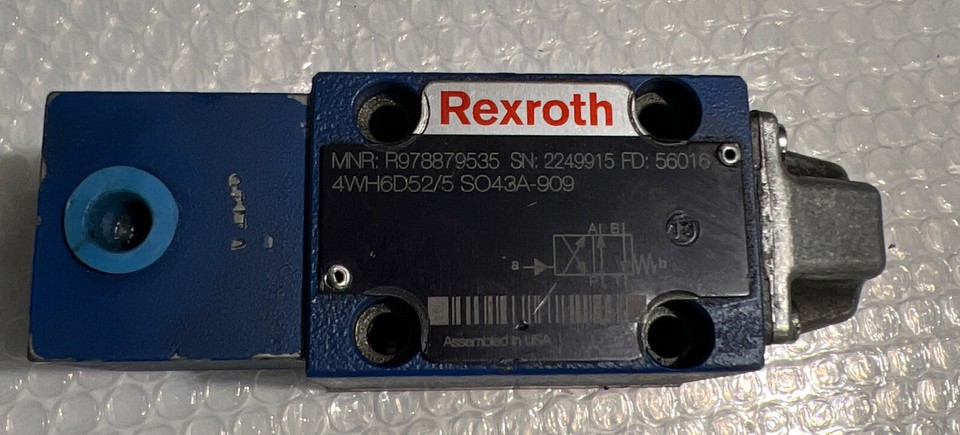 Rexroth
MNR: R978879535 SN: 2249915 FD: 56016
4WH6D52/5 SO43A-909
A B
a b
P T
Assembled in USA